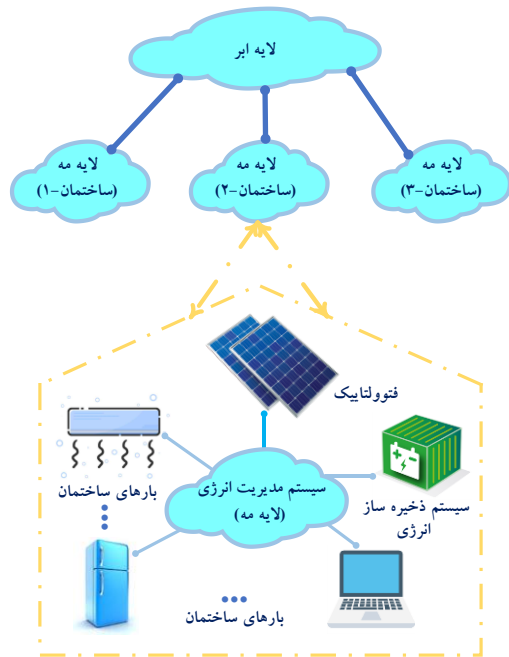 لایه ابر
لایه مه
(ساختمان-۱)
لایه مه
(ساختمان-۲)
لایه مه
(ساختمان-۳)
فتوولتاییک
بارهای ساختمان
سیستم مدیریت انرژی
(لایه مه)
سیستم ذخیره ساز
انرژی
بارهای ساختمان